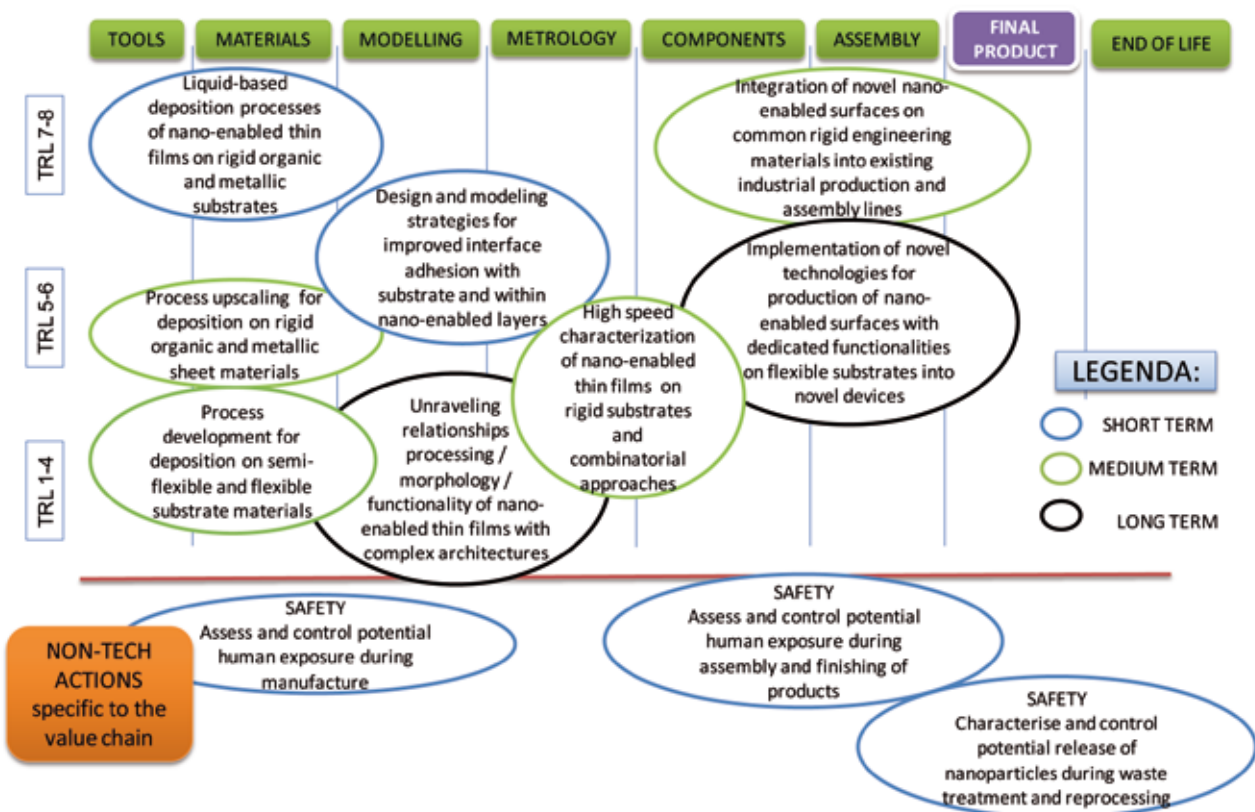 TOOLS
MATERIALS
MODELLING
METROLOGY
COMPONENTS
ASSEMBLY
FINAL
PRODUCT
END OF LIFE
TRL 7-8
TRL 5-6
TRL 1-4
Liquid-based
deposition processes
of nano-enabled thin
films on rigid organic
and metallic
substrates
Design and modeling
strategies for
improved interface
adhesion with
substrate and within
nano-enabled layers
Integration of novel nano-
enabled surfaces on
common rigid engineering
materials into existing
industrial production and
assembly lines
Process upscaling for
deposition on rigid
organic and metallic
sheet materials
High speed
characterization
of nano-enabled
thin films on
rigid substrates
and
combinatorial
approaches
Implementation of novel
technologies for
production of nano-
enabled surfaces with
dedicated functionalities
on flexible substrates into
novel devices
Process
development for
deposition on semi-
flexible and flexible
substrate materials
Unraveling
relationships
processing /
morphology /
functionality of nano-
enabled thin films with
complex architectures
LEGENDA:
SHORT TERM
MEDIUM TERM
LONG TERM
NON-TECH
ACTIONS
specific to the
value chain
SAFETY
Assess and control potential
human exposure during
manufacture
SAFETY
Assess and control potential
human exposure during
assembly and finishing of
products
SAFETY
Characterise and control
potential release of
nanoparticles during waste
treatment and reprocessing